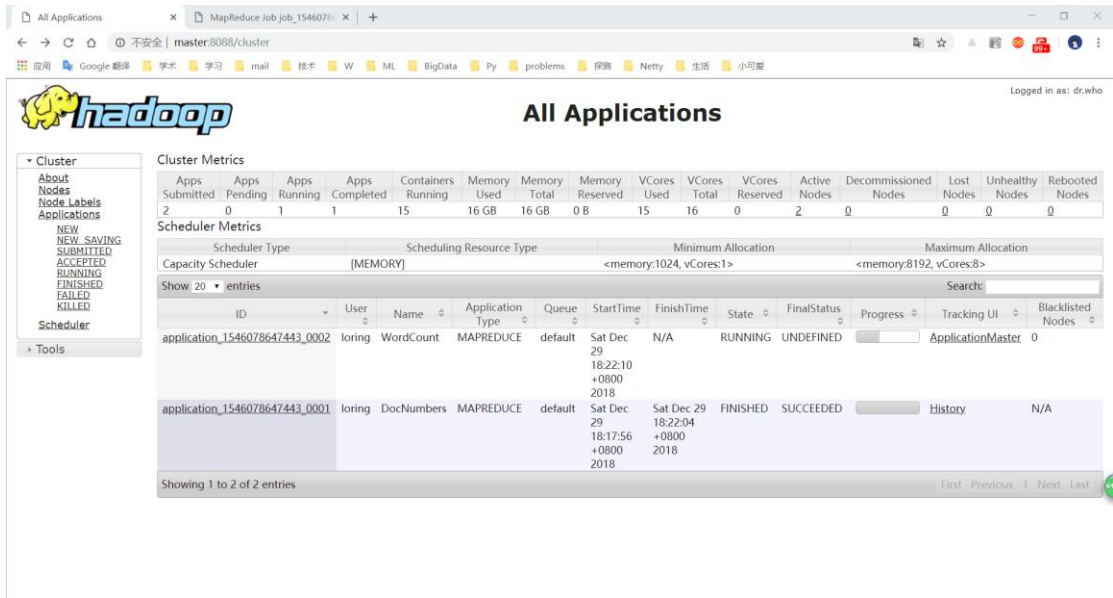 All Applications
MapReduce Job job_1546078
不安全 | master:8088/cluster
99+
应用 Google 翻译 学术 学习 mail 技术 W ML BigData Py problems 探测 Netty 生活 小可爱
Logged in as: dr.who
hadoop
All Applications
Cluster
About
Nodes
Node Labels
Applications
NEW
NEW_SAVING
SUBMITTED
ACCEPTED
RUNNING
FINISHED
FAILED
KILLED
Scheduler
Tools
Cluster Metrics
Apps Submitted Apps Pending Apps Running Apps Completed Containers Running Memory Used Memory Total Memory Reserved VCores Used VCores Total VCores Reserved Active Nodes Decommissioned Nodes Lost Nodes Unhealthy Nodes Rebooted Nodes
2 0 1 1 15 16 GB 16 GB 0 B 15 16 0 2 0 0 0 0
Scheduler Metrics
Scheduler Type Scheduling Resource Type Minimum Allocation Maximum Allocation
Capacity Scheduler [MEMORY] <memory:1024, vCores:1> <memory:8192, vCores:8>
Show 20 entries Search:
ID User Name Application Type Queue StartTime FinishTime State FinalStatus Progress Tracking UI Blacklisted Nodes
application_1546078647443_0002 loring WordCount MAPREDUCE default Sat Dec 29 18:22:10 +0800 2018 N/A RUNNING UNDEFINED ApplicationMaster 0
application_1546078647443_0001 loring DocNumbers MAPREDUCE default Sat Dec 29 18:17:56 +0800 2018 Sat Dec 29 18:22:04 +0800 2018 FINISHED SUCCEEDED History N/A
Showing 1 to 2 of 2 entries First Previous 1 Next Last